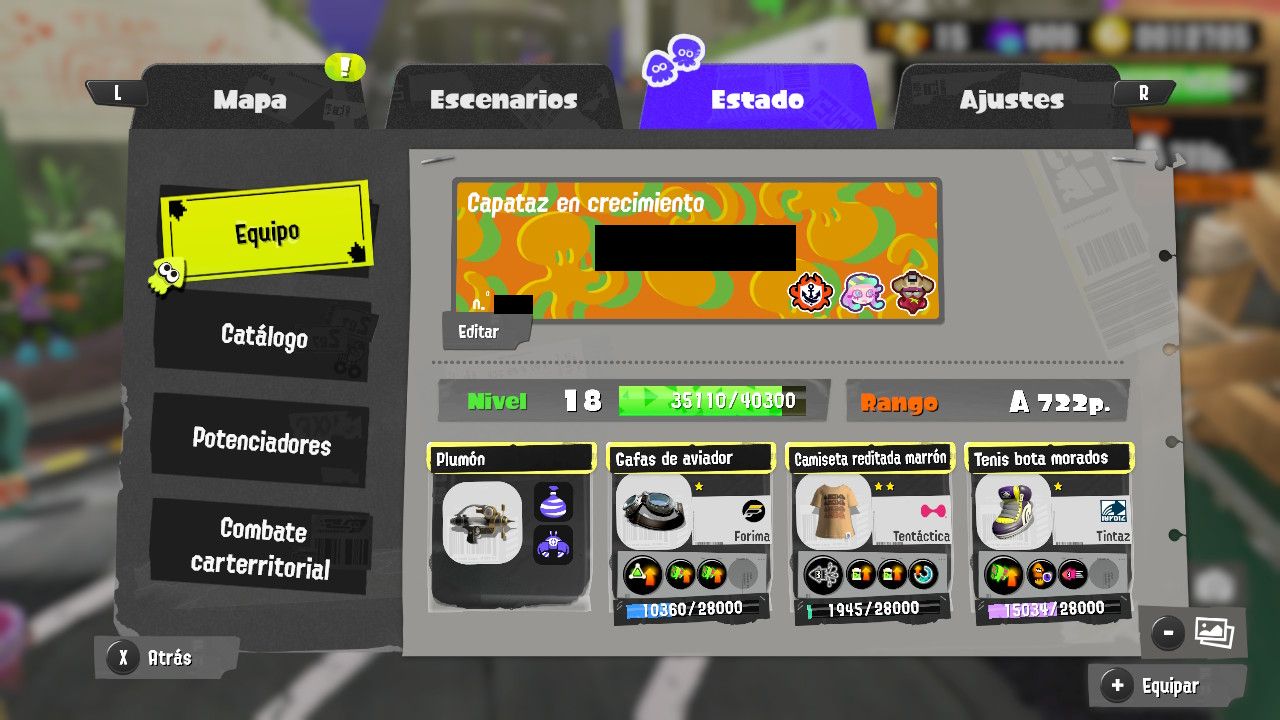 L
Mapa
!
Escenarios
Estado
Ajustes
R
Equipo
Catálogo
Potenciadores
Combate
carterritorial
Capataz en crecimiento
n.°
Editar
Nivel 18 35110/40300
Rango A 722p.
Plumón
Gafas de aviador
Forima
10360/28000
Camiseta reditada marrón
Tentáctica
1945/28000
Tenis bota morados
Tintaz
15034/28000
X Atrás
-
+ Equipar